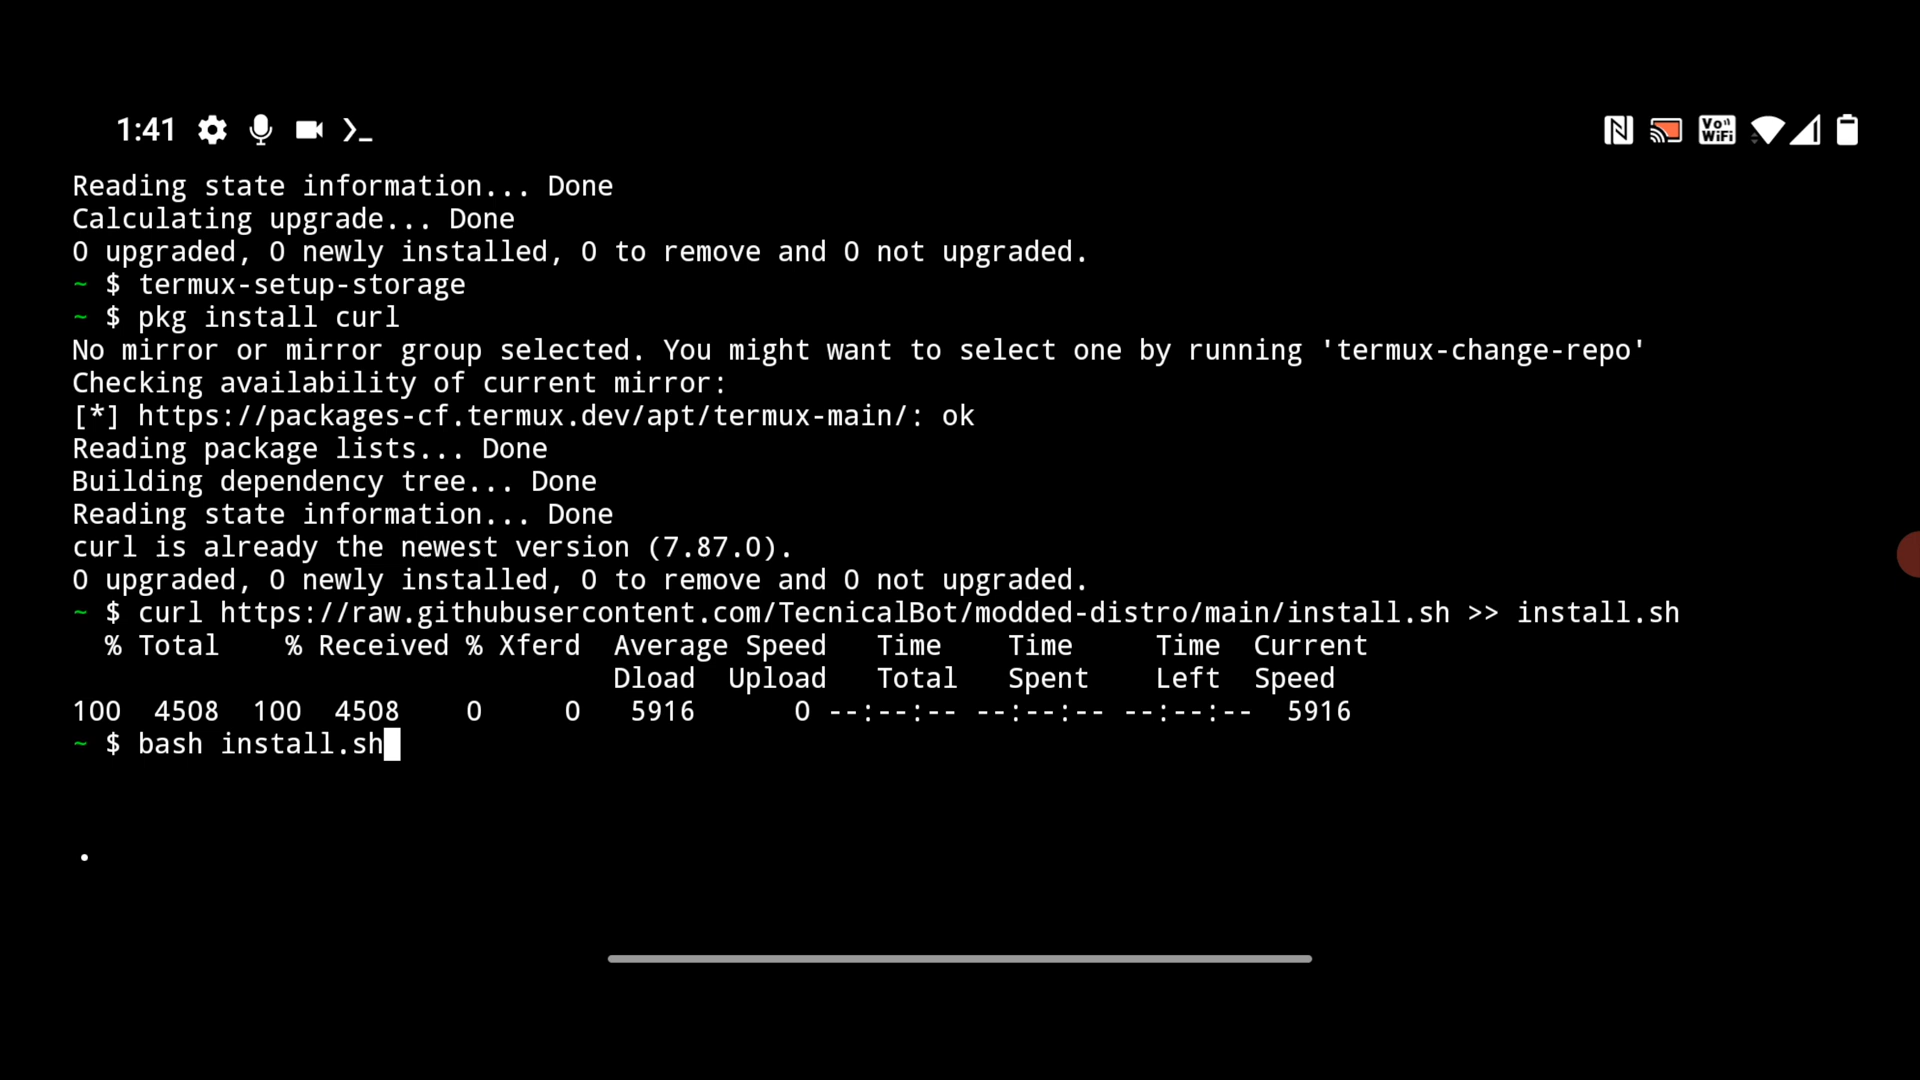 1:41
Vo"
WiFi
Reading state information... Done
Calculating upgrade... Done
0 upgraded, 0 newly installed, 0 to remove and 0 not upgraded.
~ $ termux-setup-storage
~ $ pkg install curl
No mirror or mirror group selected. You might want to select one by running 'termux-change-repo'
Checking availability of current mirror:
[*] https://packages-cf.termux.dev/apt/termux-main/: ok
Reading package lists... Done
Building dependency tree... Done
Reading state information... Done
curl is already the newest version (7.87.0).
0 upgraded, 0 newly installed, 0 to remove and 0 not upgraded.
~ $ curl https://raw.githubusercontent.com/TecnicalBot/modded-distro/main/install.sh >> install.sh
  % Total    % Received % Xferd  Average Speed   Time    Time     Time  Current
                                 Dload  Upload   Total   Spent    Left  Speed
100  4508  100  4508    0     0   5916      0 --:--:-- --:--:-- --:--:--  5916
~ $ bash install.sh